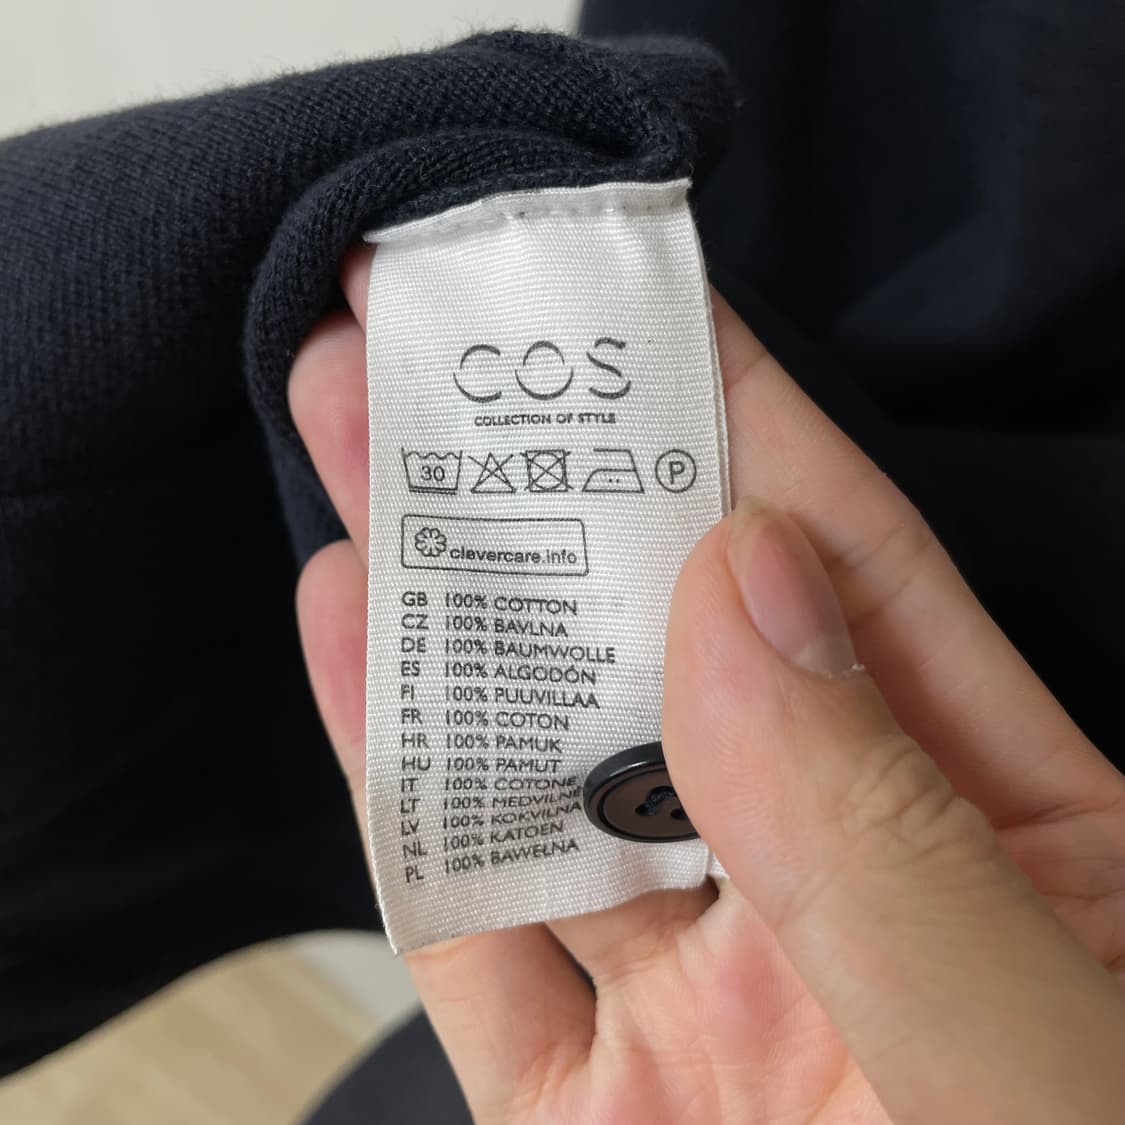 COS
COLLECTION OF STYLE
30
P
clevercare.info
GB 100% COTTON
CZ 100% BAVLNA
DE 100% BAUMWOLLE
ES 100% ALGODÓN
FI 100% PUUVILLAA
FR 100% COTON
HR 100% PAMUK
HU 100% PAMUT
IT 100% COTONE
LT 100% MEDVILNĖ
LV 100% KOKVILNA
NL 100% KATOEN
PL 100% BAWEŁNA